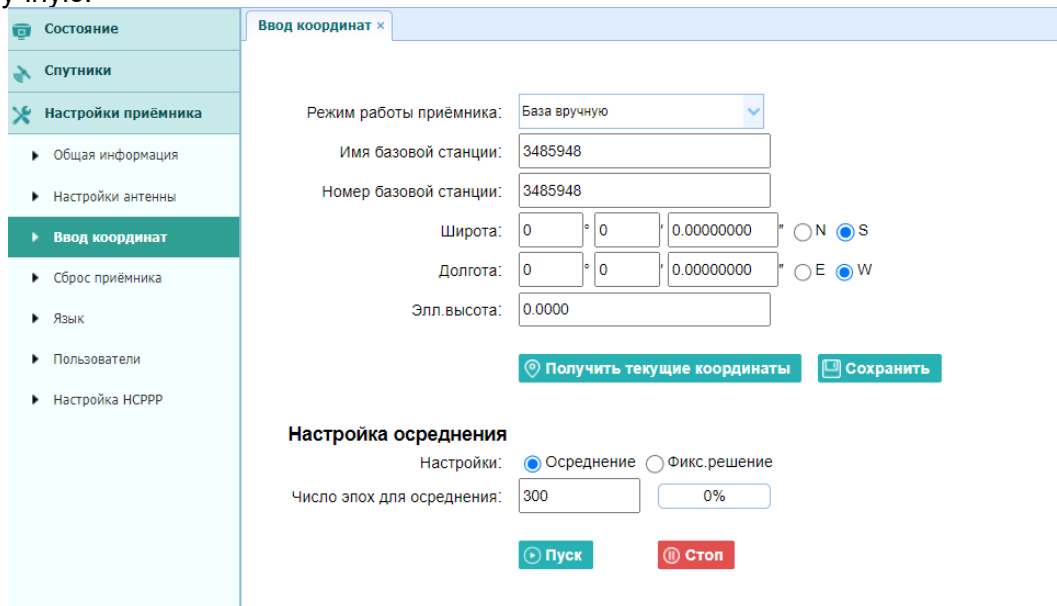 Состояние
Спутники
Настройки приёмника
Общая информация
Настройки антенны
Ввод координат
Сброс приёмника
Язык
Пользователи
Настройка HCPPP
Ввод координат ×
Режим работы приёмника: База вручную
Имя базовой станции: 3485948
Номер базовой станции: 3485948
Широта: 0 ° 0 ' 0.00000000 " N S
Долгота: 0 ° 0 ' 0.00000000 " E W
Элл.высота: 0.0000
Получить текущие координаты Сохранить
Настройка осреднения
Настройки: Осреднение Фикс.решение
Число эпох для осреднения: 300 0%
Пуск Стоп